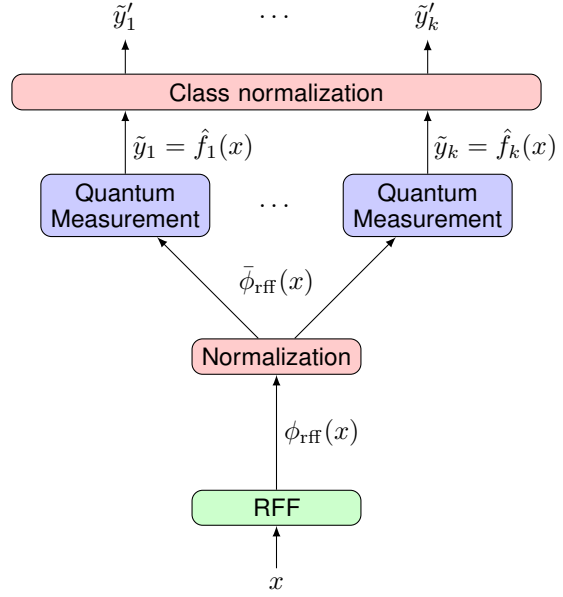 ỹ′₁ ⋯ ỹ′ₖ
Class normalization
ỹ₁ = f̂₁(x) ỹₖ = f̂ₖ(x)
Quantum ⋯ Quantum
Measurement Measurement
ϕ̄_rff(x)
Normalization
ϕ_rff(x)
RFF
x